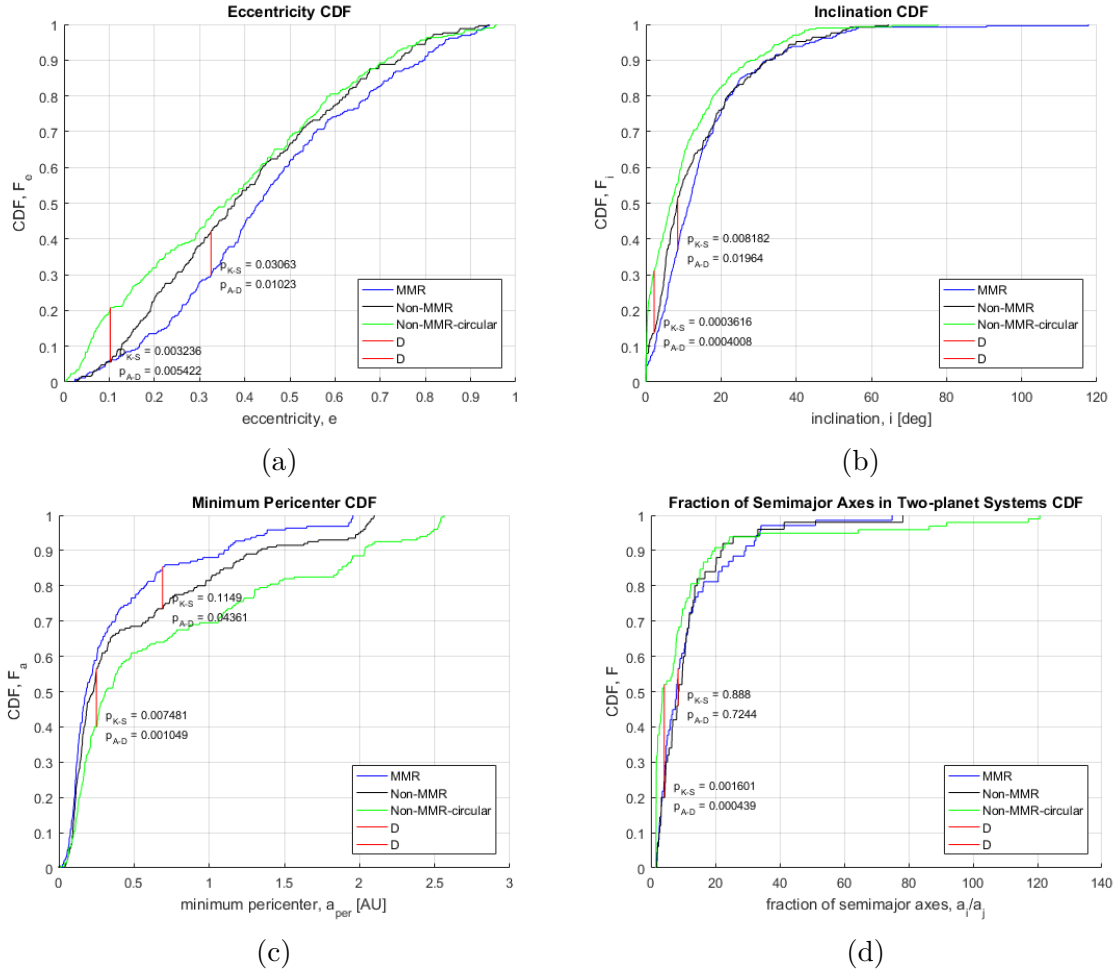 Eccentricity CDF
CDF, F_e
1
0.9
0.8
0.7
0.6
0.5
0.4
0.3
0.2
0.1
0
p_K-S = 0.03063
p_A-D = 0.01023
p_K-S = 0.003236
p_A-D = 0.005422
MMR
Non-MMR
Non-MMR-circular
D
D
0 0.1 0.2 0.3 0.4 0.5 0.6 0.7 0.8 0.9 1
eccentricity, e
(a)
Inclination CDF
CDF, F_i
1
0.9
0.8
0.7
0.6
0.5
0.4
0.3
0.2
0.1
0
p_K-S = 0.008182
p_A-D = 0.01964
p_K-S = 0.0003616
p_A-D = 0.0004008
MMR
Non-MMR
Non-MMR-circular
D
D
0 20 40 60 80 100 120
inclination, i [deg]
(b)
Minimum Pericenter CDF
CDF, F_a
1
0.9
0.8
0.7
0.6
0.5
0.4
0.3
0.2
0.1
0
p_K-S = 0.1149
p_A-D = 0.04361
p_K-S = 0.007481
p_A-D = 0.001049
MMR
Non-MMR
Non-MMR-circular
D
D
0 0.5 1 1.5 2 2.5 3
minimum pericenter, a_per [AU]
(c)
Fraction of Semimajor Axes in Two-planet Systems CDF
CDF, F
1
0.9
0.8
0.7
0.6
0.5
0.4
0.3
0.2
0.1
0
p_K-S = 0.888
p_A-D = 0.7244
p_K-S = 0.001601
p_A-D = 0.000439
MMR
Non-MMR
Non-MMR-circular
D
D
0 20 40 60 80 100 120 140
fraction of semimajor axes, a_i/a_j
(d)